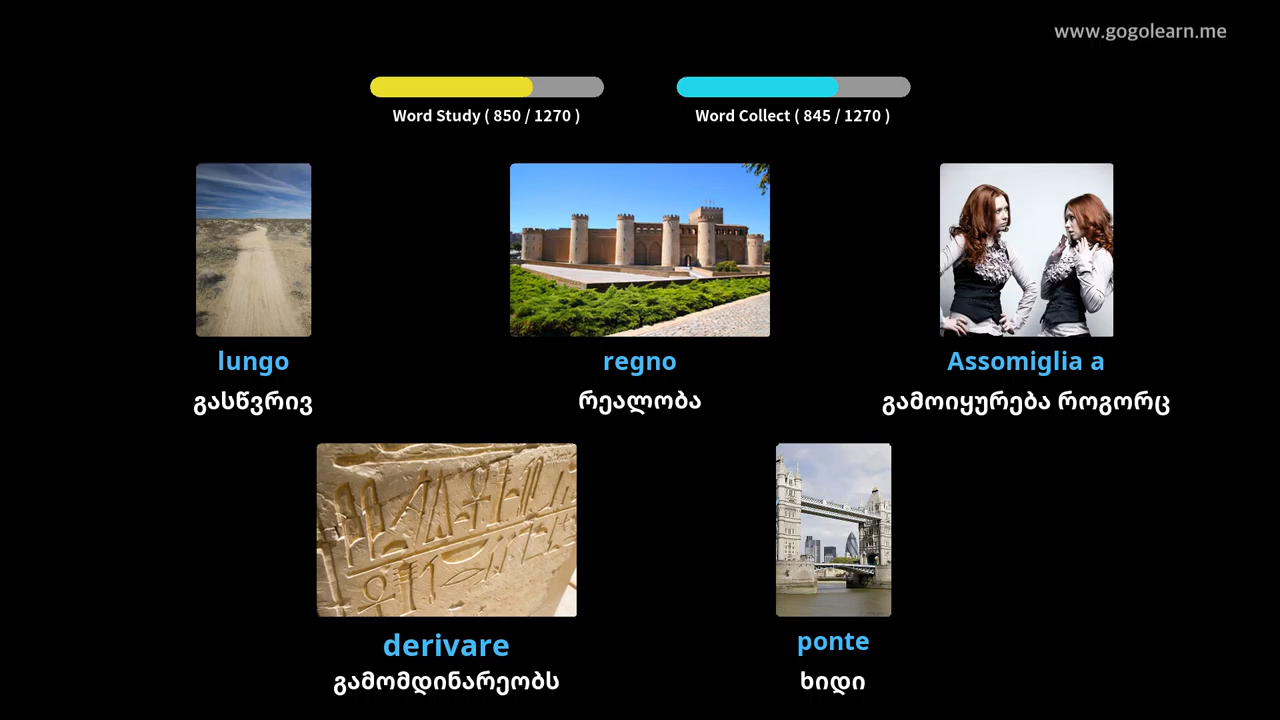 www.gogolearn.me
Word Study ( 850 / 1270 )
Word Collect ( 845 / 1270 )
lungo
გასწვრივ
regno
რეალობა
Assomiglia a
გამოიყურება როგორც
derivare
გამომდინარეობს
ponte
ხიდი